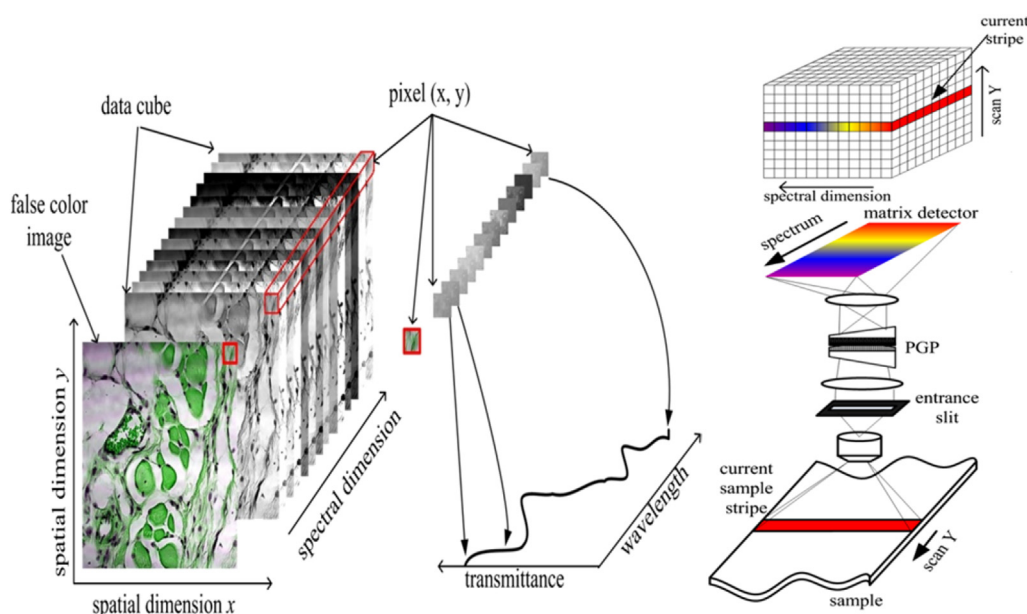 data cube
false color
image
pixel (x, y)
spatial dimension y
spatial dimension x
spectral dimension
transmittance
wavelength
current
stripe
scan Y
spectral dimension
matrix detector
spectrum
PGP
entrance
slit
current
sample
stripe
scan Y
sample